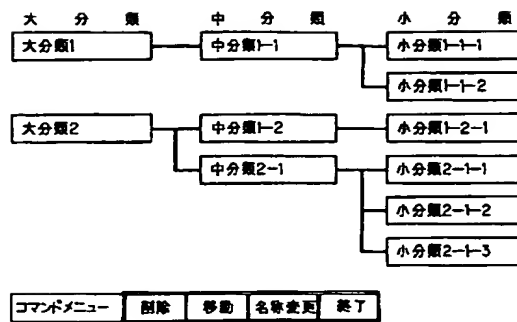 大分類 中分類 小分類
大分類1 中分類1-1 小分類1-1-1
小分類1-1-2
大分類2 中分類1-2 小分類1-2-1
中分類2-1 小分類2-1-1
小分類2-1-2
小分類2-1-3
コマンドメニュー 削除 移動 名称変更 終了